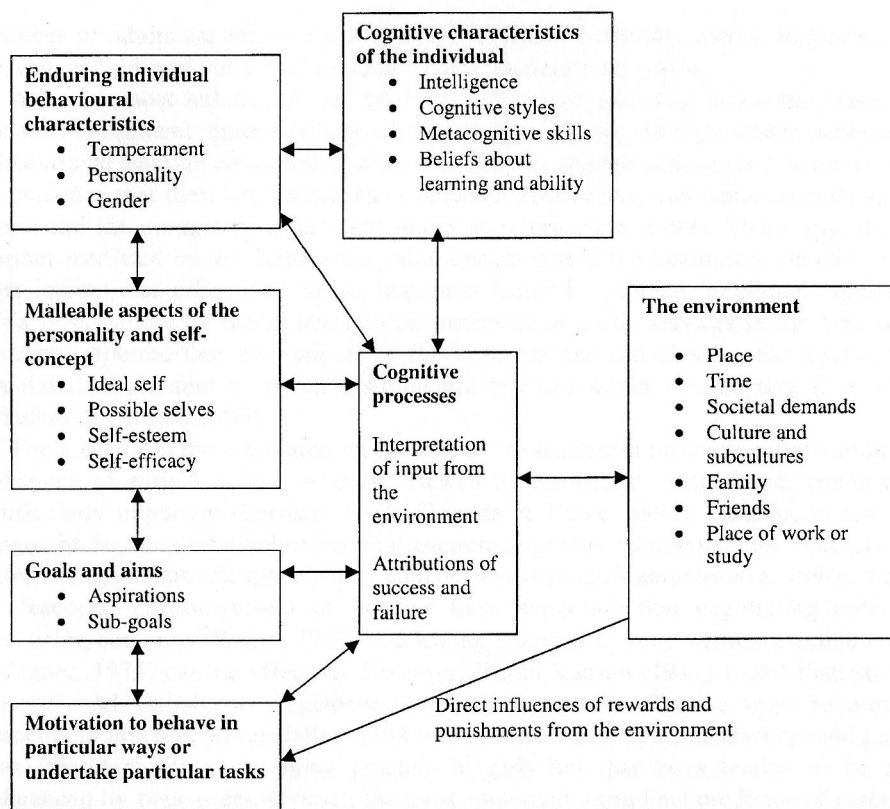 Cognitive characteristics
of the individual
• Intelligence
• Cognitive styles
• Metacognitive skills
• Beliefs about
learning and ability
Enduring individual
behavioural
characteristics
• Temperament
• Personality
• Gender
Malleable aspects of the
personality and self-
concept
• Ideal self
• Possible selves
• Self-esteem
• Self-efficacy
Cognitive
processes
Interpretation
of input from
the
environment
Attributions of
success and
failure
The environment
• Place
• Time
• Societal demands
• Culture and
subcultures
• Family
• Friends
• Place of work or
study
Goals and aims
• Aspirations
• Sub-goals
Motivation to behave in
particular ways or
undertake particular tasks
Direct influences of rewards and
punishments from the environment